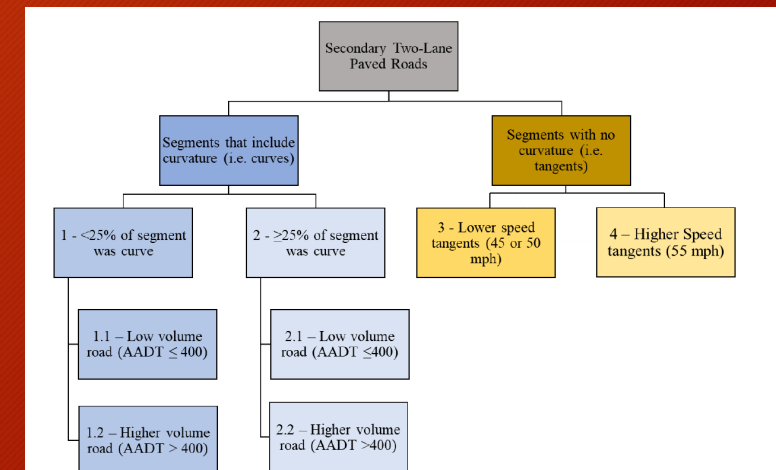 Secondary Two-Lane
Paved Roads
Segments that include
curvature (i.e. curves)
Segments with no
curvature (i.e.
tangents)
1 - <25% of segment
was curve
2 - ≥25% of segment
was curve
3 - Lower speed
tangents (45 or 50
mph)
4 – Higher Speed
tangents (55 mph)
1.1 – Low volume
road (AADT ≤ 400)
2.1 – Low volume
road (AADT ≤400)
1.2 – Higher volume
road (AADT > 400)
2.2 – Higher volume
road (AADT >400)